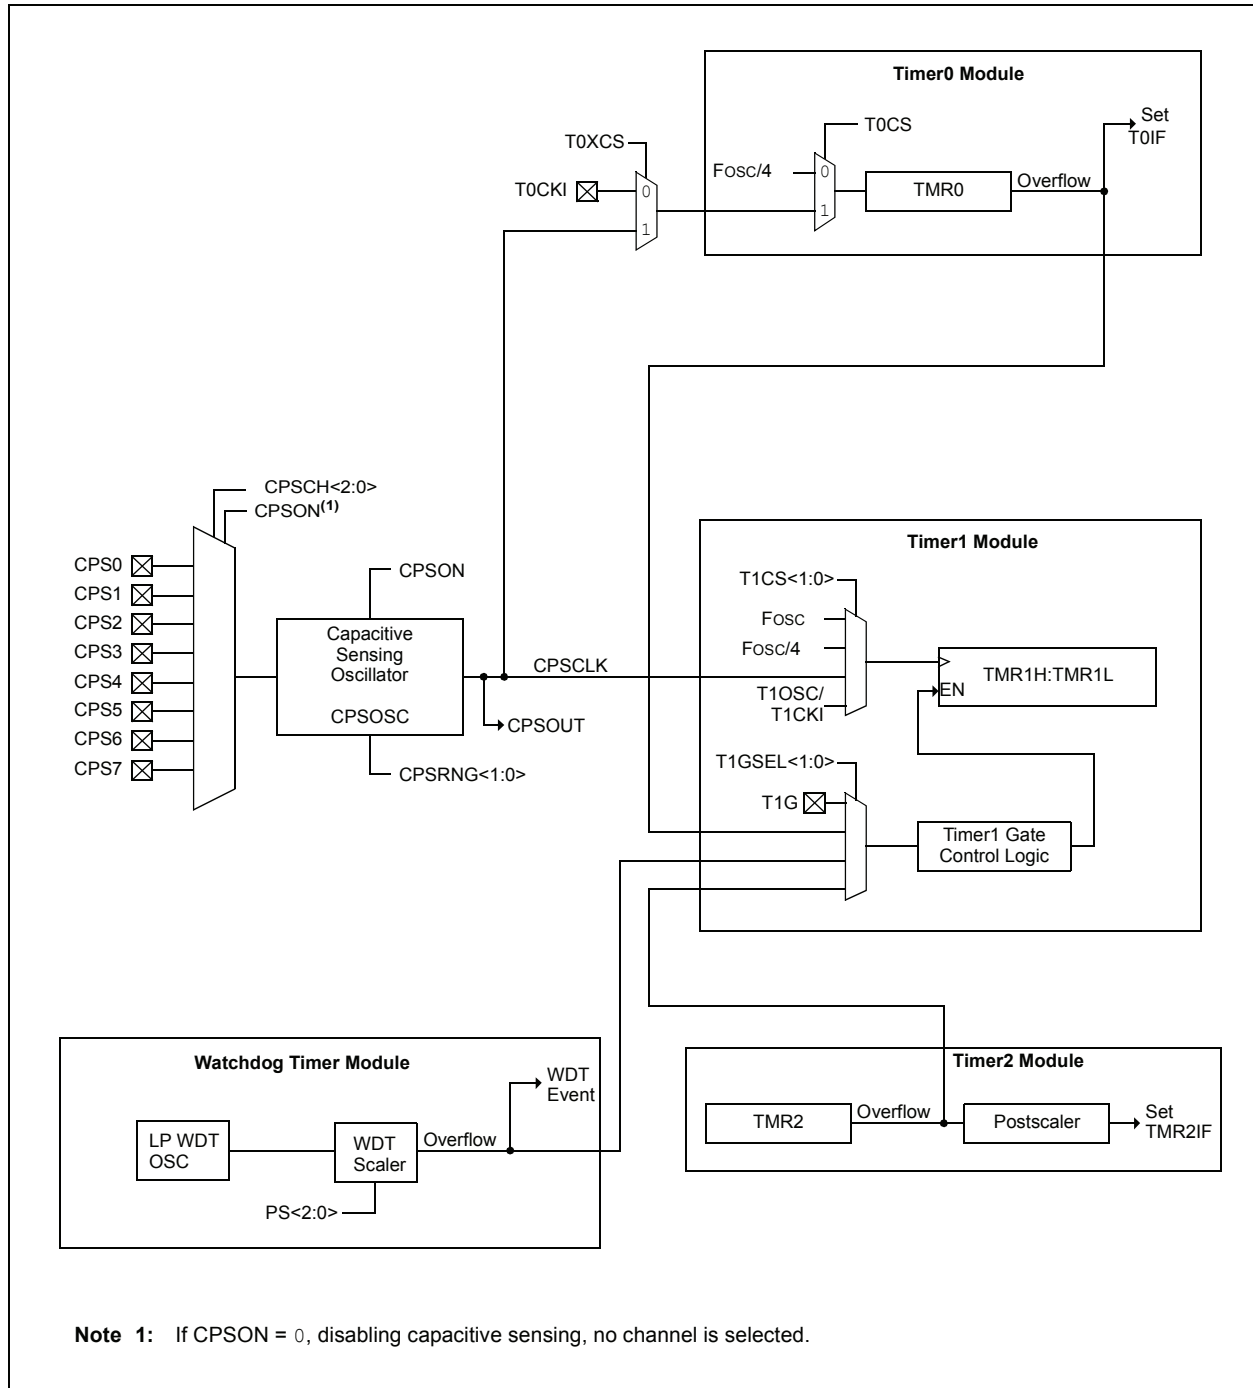 Timer0 Module
Set
T0IF
T0CS
T0XCS
FOSC/4
0
T0CKI
0
TMR0
Overflow
1
1
CPSCH<2:0>
CPSON(1)
Timer1 Module
CPS0
CPS1
CPS2
CPS3
CPS4
CPS5
CPS6
CPS7
CPSON
Capacitive
Sensing
Oscillator
CPSOSC
CPSCLK
CPSOUT
CPSRNG<1:0>
T1CS<1:0>
FOSC
FOSC/4
T1OSC/
T1CKI
TMR1H:TMR1L
EN
T1GSEL<1:0>
T1G
Timer1 Gate
Control Logic
Watchdog Timer Module
WDT
Event
LP WDT
OSC
WDT
Scaler
Overflow
PS<2:0>
Timer2 Module
TMR2
Overflow
Postscaler
Set
TMR2IF
Note 1: If CPSON = 0, disabling capacitive sensing, no channel is selected.